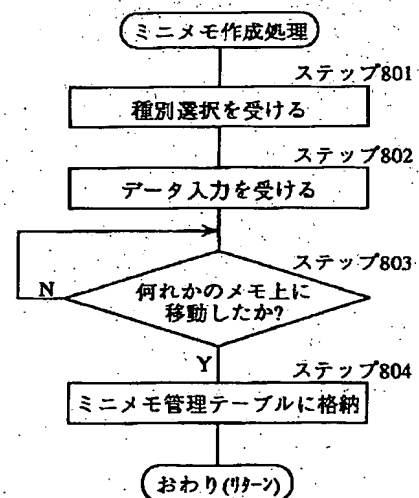 ミニメモ作成処理
ステップ801
種別選択を受ける
ステップ802
データ入力を受ける
ステップ803
何れかのメモ上に
移動したか?
N
Y
ステップ804
ミニメモ管理テーブルに格納
おわり(リターン)